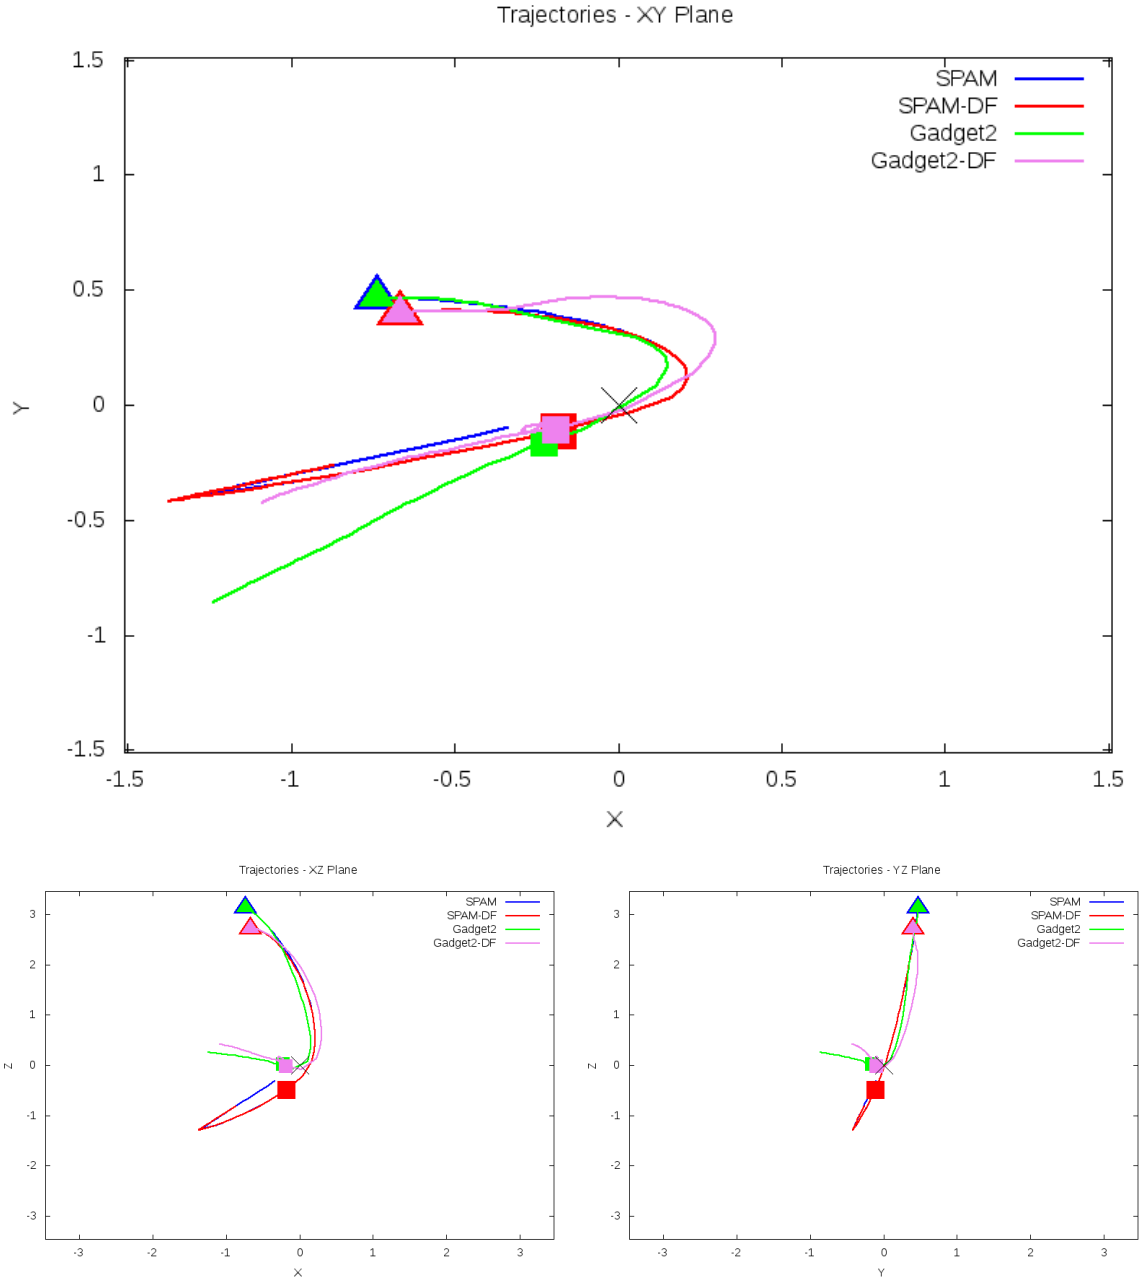 Trajectories - XY Plane
1.5
1
0.5
0
-0.5
-1
-1.5
Y
SPAM
SPAM-DF
Gadget2
Gadget2-DF
-1.5 -1 -0.5 0 0.5 1 1.5
X
Trajectories - XZ Plane
3
2
1
0
-1
-2
-3
Z
SPAM
SPAM-DF
Gadget2
Gadget2-DF
-3 -2 -1 0 1 2 3
X
Trajectories - YZ Plane
3
2
1
0
-1
-2
-3
Z
SPAM
SPAM-DF
Gadget2
Gadget2-DF
-3 -2 -1 0 1 2 3
Y